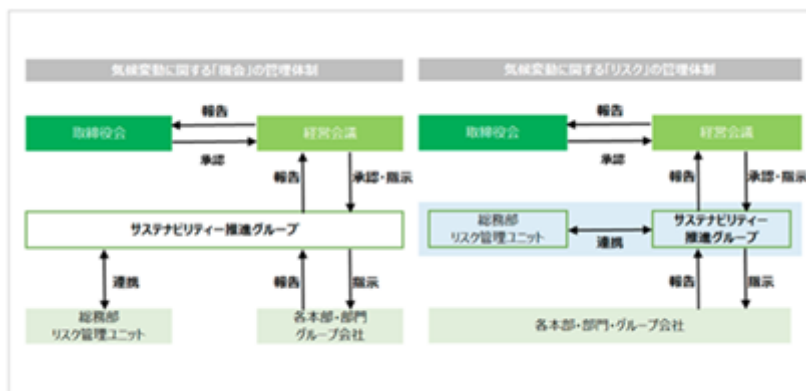 気候変動に関する「機会」の管理体制
報告
取締役会
経営会議
承認
報告
承認・指示
サステナビリティー推進グループ
連携
報告
指示
総務部
リスク管理ユニット
各本部・部門
グループ会社
気候変動に関する「リスク」の管理体制
報告
取締役会
経営会議
承認
報告
承認・指示
総務部
リスク管理ユニット
連携
サステナビリティー
推進グループ
報告
指示
各本部・部門・グループ会社